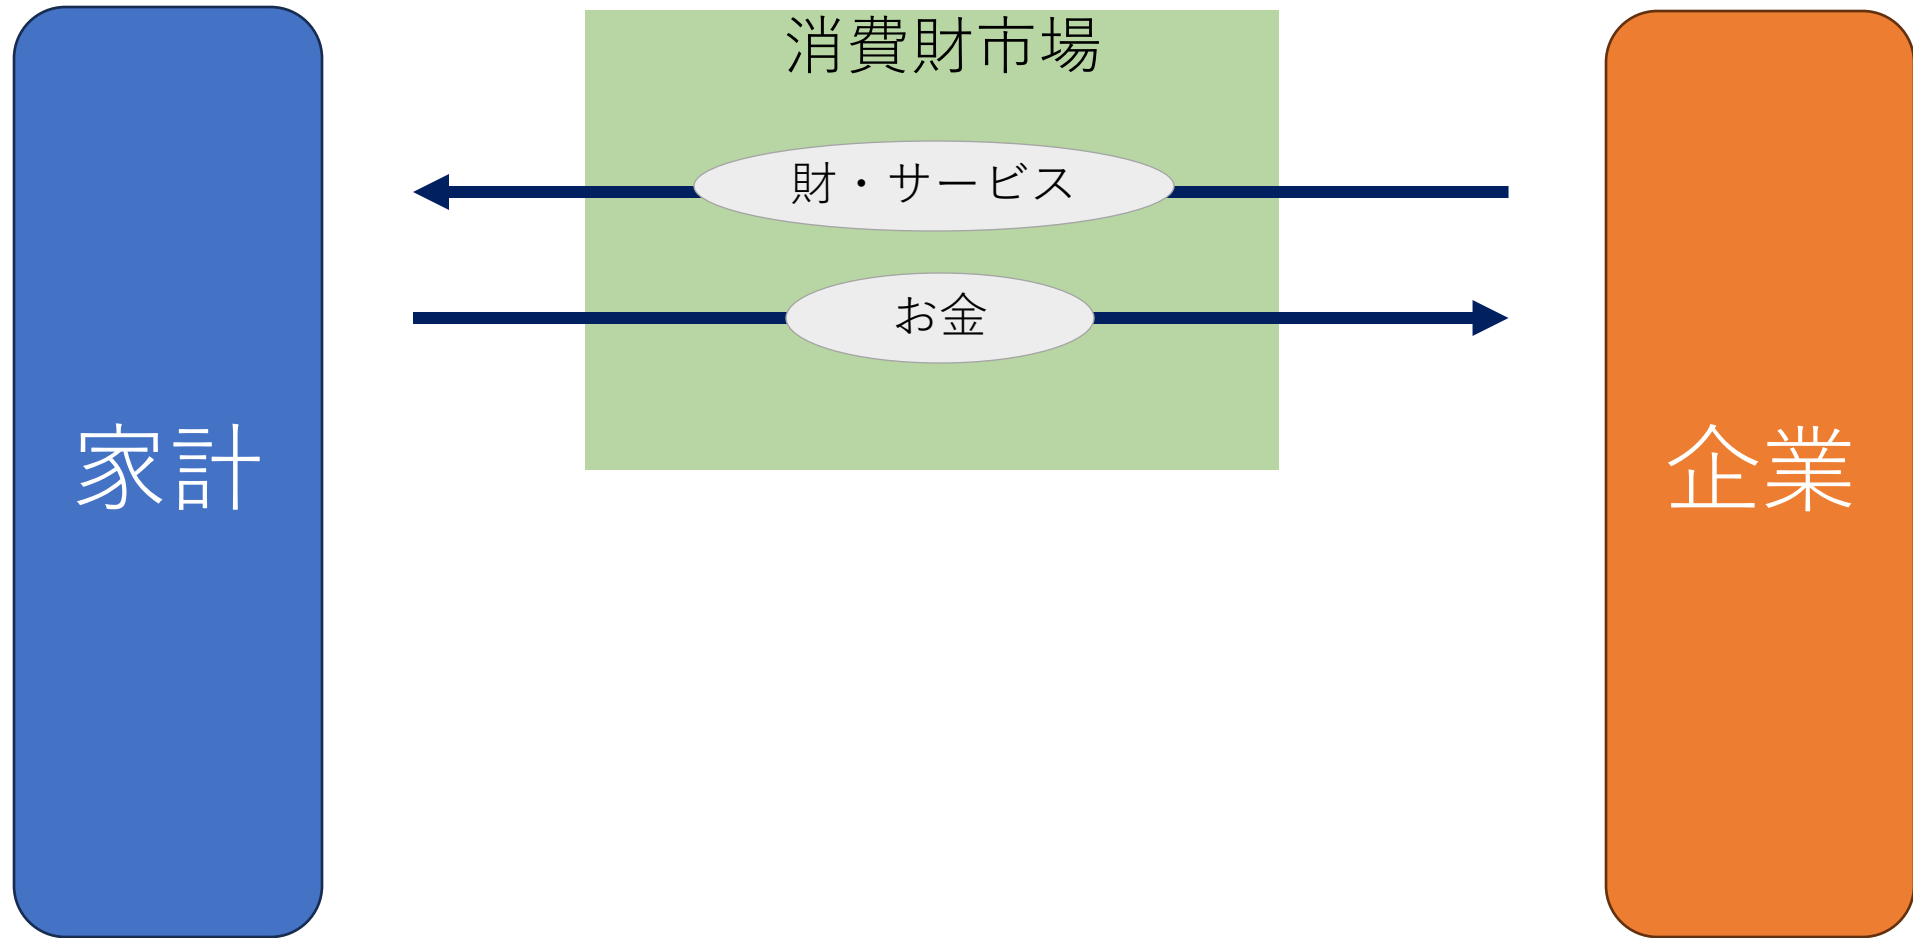 消費財市場
財・サービス
お金
家計
企業